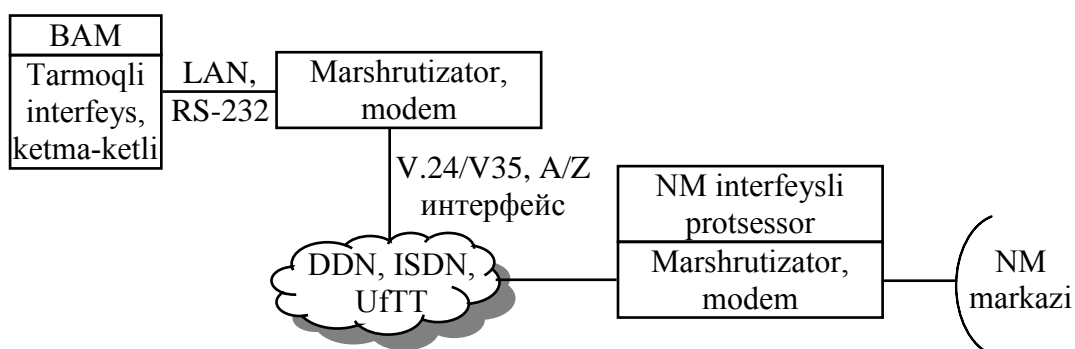 BAM
Tarmoqli
interfeys,
ketma-ketli
LAN,
RS-232
Marshrutizator,
modem
V.24/V35, A/Z
интерфейс
DDN, ISDN,
UfTT
NM interfeysli
protsessor
Marshrutizator,
modem
NM
markazi